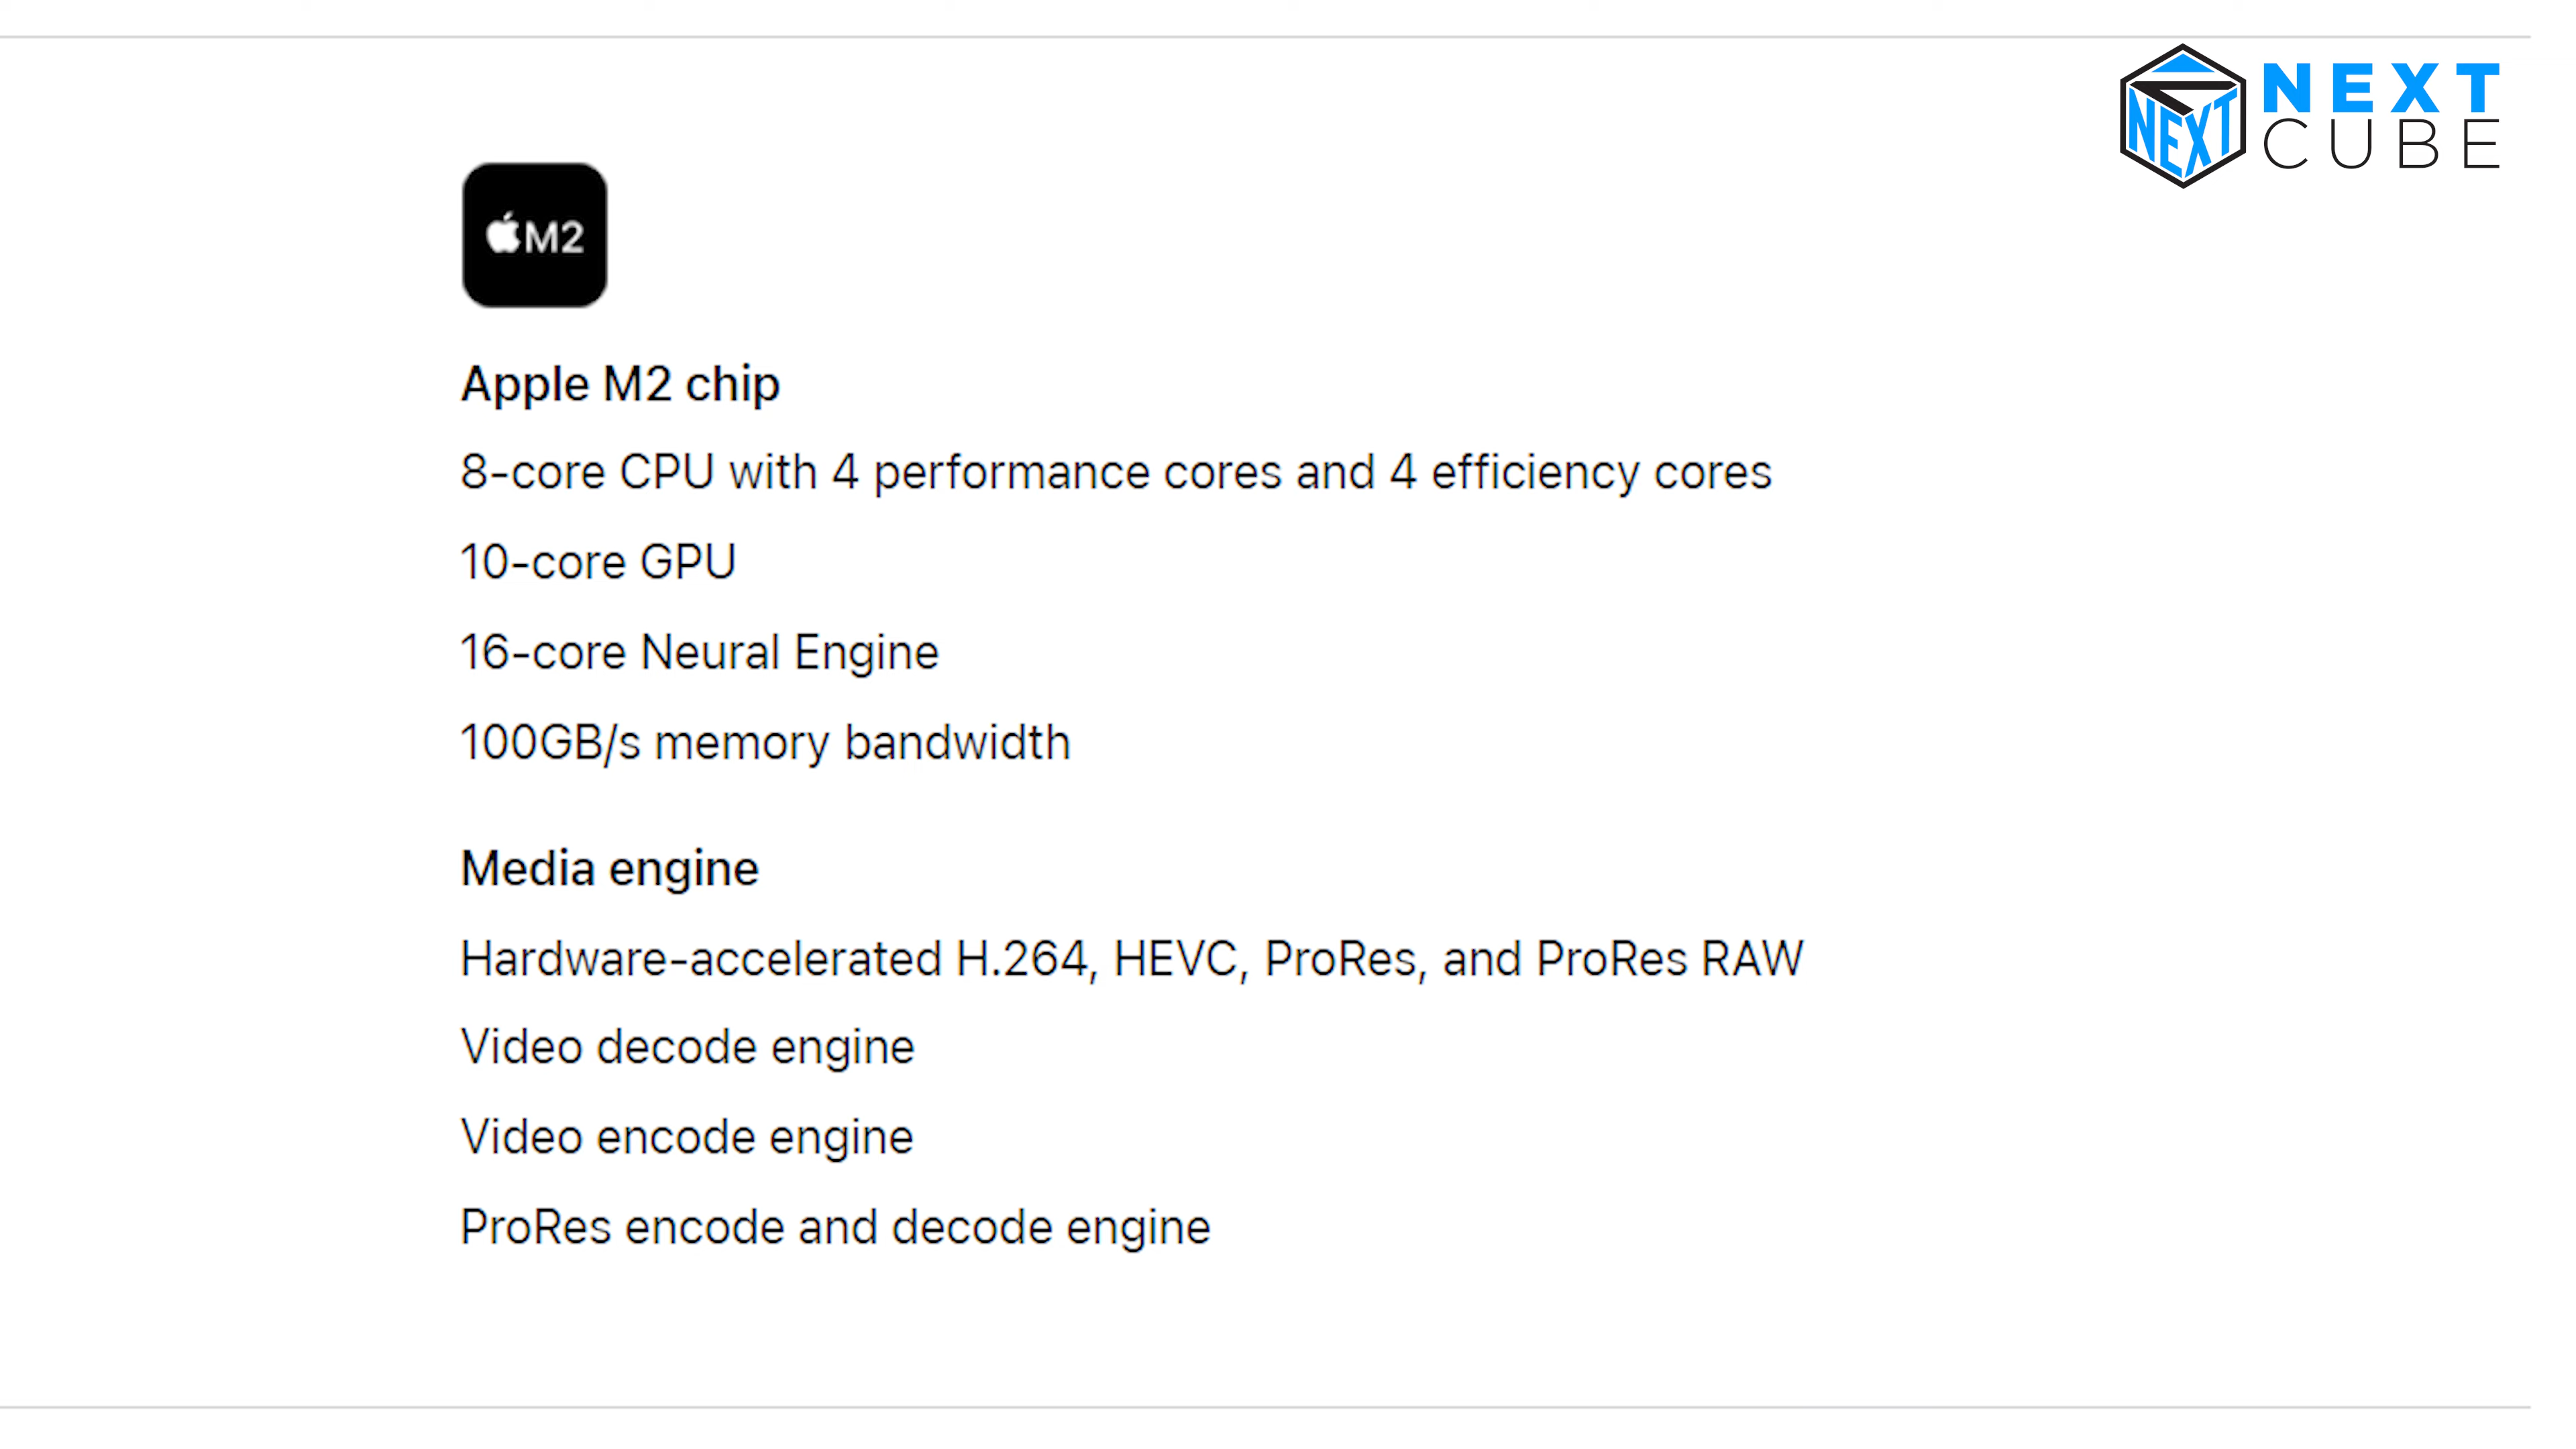 NEXT
NEXT
CUBE
M2
Apple M2 chip
8-core CPU with 4 performance cores and 4 efficiency cores
10-core GPU
16-core Neural Engine
100GB/s memory bandwidth
Media engine
Hardware-accelerated H.264, HEVC, ProRes, and ProRes RAW
Video decode engine
Video encode engine
ProRes encode and decode engine